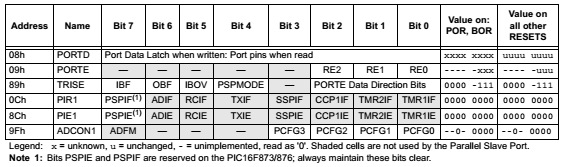 Address Name Bit 7 Bit 6 Bit 5 Bit 4 Bit 3 Bit 2 Bit 1 Bit 0 Value on: POR, BOR Value on all other RESETS
08h PORTD Port Data Latch when written: Port pins when read xxxx xxxx uuuu uuuu
09h PORTE — — — — — RE2 RE1 RE0 ---- -xxx ---- -uuu
89h TRISE IBF OBF IBOV PSPMODE — PORTE Data Direction Bits 0000 -111 0000 -111
0Ch PIR1 PSPIF(1) ADIF RCIF TXIF SSPIF CCP1IF TMR2IF TMR1IF 0000 0000 0000 0000
8Ch PIE1 PSPIE(1) ADIE RCIE TXIE SSPIE CCP1IE TMR2IE TMR1IE 0000 0000 0000 0000
9Fh ADCON1 ADFM — — — PCFG3 PCFG2 PCFG1 PCFG0 --0- 0000 --0- 0000
Legend: x = unknown, u = unchanged, - = unimplemented, read as '0'. Shaded cells are not used by the Parallel Slave Port.
Note 1: Bits PSPIE and PSPIF are reserved on the PIC16F873/876; always maintain these bits clear.